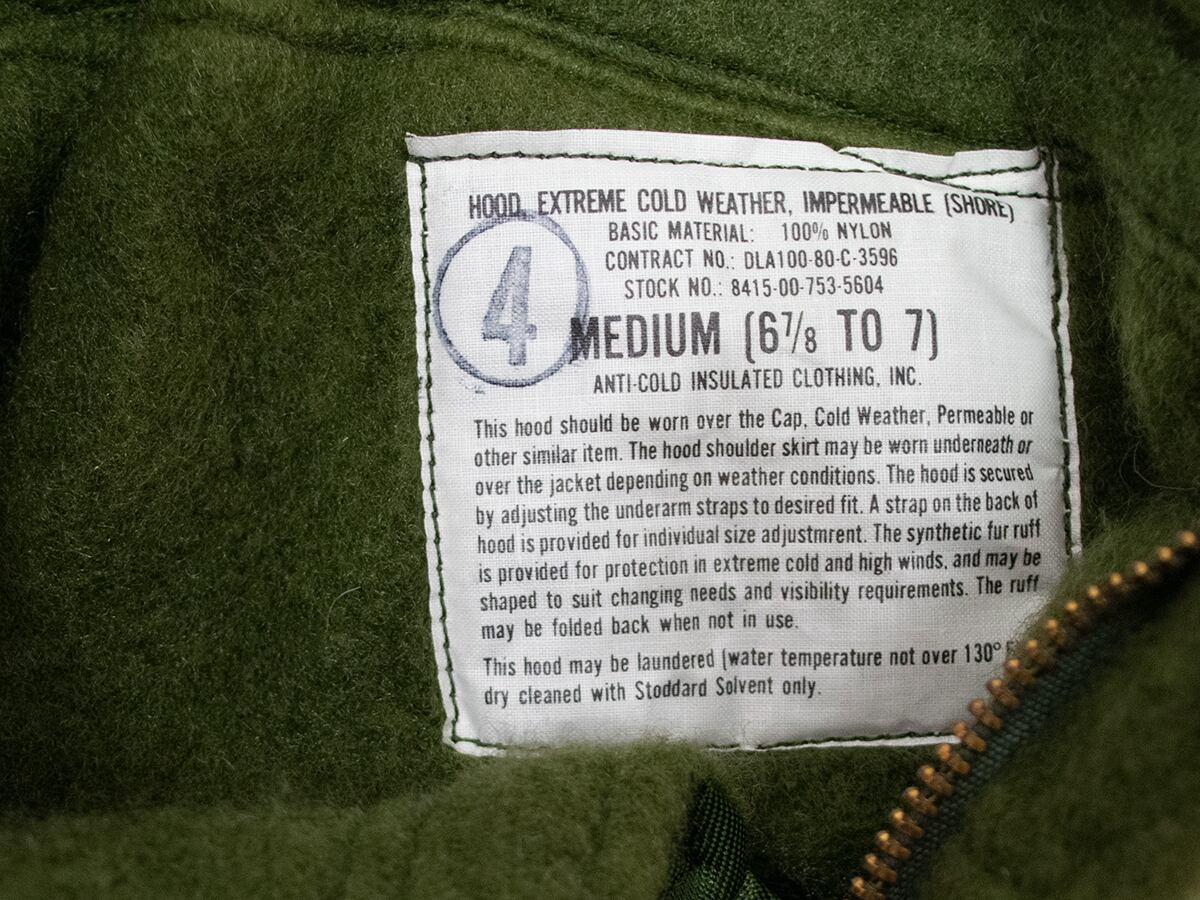 HOOD, EXTREME COLD WEATHER, IMPERMEABLE (SHORE)
BASIC MATERIAL: 100% NYLON
CONTRACT NO.: DLA100-80-C-3596
STOCK NO.: 8415-00-753-5604
4
MEDIUM (6⅞ TO 7)
ANTI-COLD INSULATED CLOTHING, INC.
This hood should be worn over the Cap, Cold Weather, Permeable or
other similar item. The hood shoulder skirt may be worn underneath or
over the jacket depending on weather conditions. The hood is secured
by adjusting the underarm straps to desired fit. A strap on the back of
hood is provided for individual size adjustmrent. The synthetic fur ruff
is provided for protection in extreme cold and high winds, and may be
shaped to suit changing needs and visibility requirements. The ruff
may be folded back when not in use.
This hood may be laundered (water temperature not over 130° F
dry cleaned with Stoddard Solvent only.